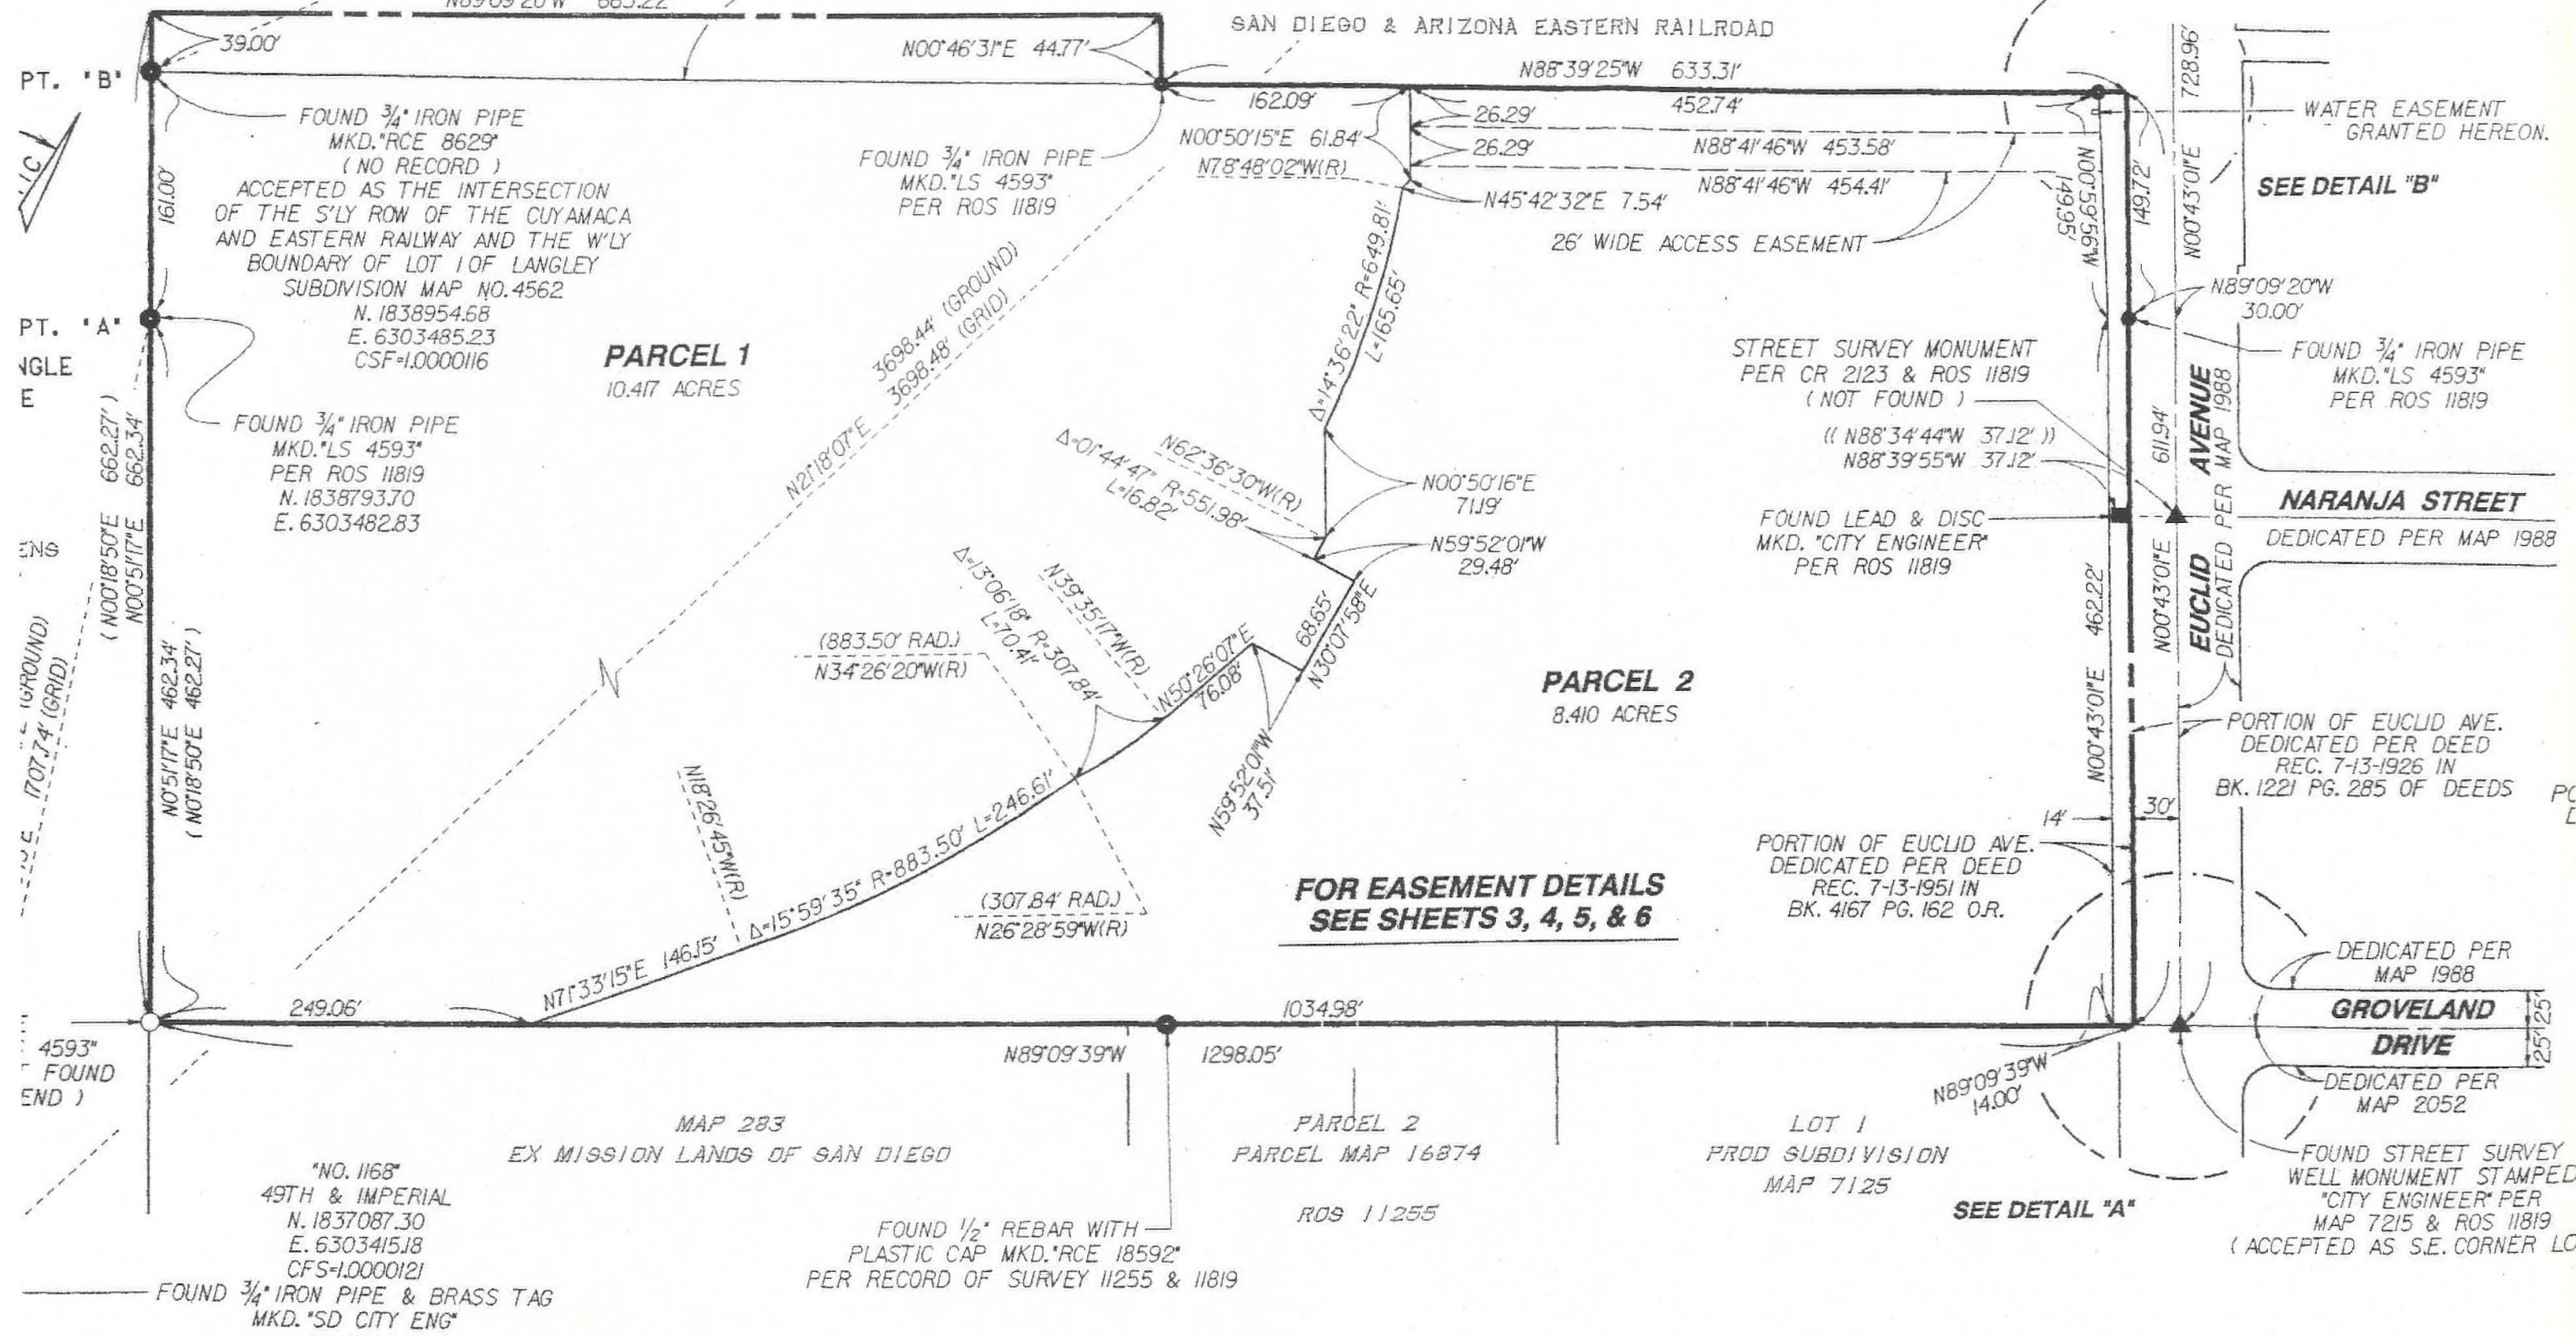 N89°09'20"W 663.22'
39.00'
N00°46'31"E 44.77'
SAN DIEGO & ARIZONA EASTERN RAILROAD
N88°39'25"W 633.31'
162.09'
452.74'
728.96'
PT. "B"
FOUND 3/4" IRON PIPE
MKD."RCE 8629"
( NO RECORD )
ACCEPTED AS THE INTERSECTION
OF THE S'LY ROW OF THE CUYAMACA
AND EASTERN RAILWAY AND THE W'LY
BOUNDARY OF LOT 1 OF LANGLEY
SUBDIVISION MAP NO. 4562
N. 1838954.68
E. 6303485.23
CSF=1.0000116
161.00'
FOUND 3/4" IRON PIPE
MKD."LS 4593"
PER ROS 11819
N00°50'15"E 61.84'
N78°48'02"W(R)
26.29'
26.29'
N88°41'46"W 453.58'
N88°41'46"W 454.41'
N45°42'32"E 7.54'
26' WIDE ACCESS EASEMENT
N00°59'56"W
149.95'
149.72'
N00°43'01"E
WATER EASEMENT
GRANTED HEREON.
SEE DETAIL "B"
N89°09'20"W
30.00'
PT. "A"
NGLE
E
FOUND 3/4" IRON PIPE
MKD."LS 4593"
PER ROS 11819
N. 1838793.70
E. 6303482.83
PARCEL 1
10.417 ACRES
3698.44' (GROUND)
3698.48' (GRID)
N21°18'07"E
Δ=14°36'22" R=649.81'
L=165.65'
STREET SURVEY MONUMENT
PER CR 2123 & ROS 11819
( NOT FOUND )
(( N88°34'44"W 37.12' ))
N88°39'55"W 37.12'
FOUND 3/4" IRON PIPE
MKD."LS 4593"
PER ROS 11819
611.94'
EUCLID AVENUE
DEDICATED PER MAP 1988
NARANJA STREET
DEDICATED PER MAP 1988
FOUND LEAD & DISC
MKD. "CITY ENGINEER"
PER ROS 11819
N62°36'30"W(R)
Δ=01°44'47" R=551.98'
L=16.82'
N00°50'16"E
71.19'
N59°52'01"W
29.48'
( N00°18'50"E 662.27' )
N00°51'17"E 662.34'
ENS
N0°51'17"E 462.34'
( N0°18'50"E 462.27' )
(GROUND)
1707.74' (GRID)
Δ=13°06'18" R=307.84'
L=70.41'
N39°35'17"W(R)
(883.50' RAD.)
N34°26'20"W(R)
N50°26'07"E
76.08'
68.65'
N30°07'58"E
N59°52'01"W
37.51'
PARCEL 2
8.410 ACRES
462.22'
N00°43'01"E
N00°43'01"E
PORTION OF EUCLID AVE.
DEDICATED PER DEED
REC. 7-13-1926 IN
BK. 1221 PG. 285 OF DEEDS
14'
30'
N18°26'45"W(R)
Δ=15°59'35" R=883.50' L=246.61'
N71°33'15"E 146.15'
(307.84' RAD.)
N26°28'59"W(R)
FOR EASEMENT DETAILS
SEE SHEETS 3, 4, 5, & 6
PORTION OF EUCLID AVE.
DEDICATED PER DEED
REC. 7-13-1951 IN
BK. 4167 PG. 162 O.R.
DEDICATED PER
MAP 1988
GROVELAND
DRIVE
25'
25'
DEDICATED PER
MAP 2052
249.06'
1034.98'
N89°09'39"W 1298.05'
N89°09'39"W
14.00'
4593"
FOUND
END )
MAP 283
EX MISSION LANDS OF SAN DIEGO
PARCEL 2
PARCEL MAP 16874
ROS 11255
LOT 1
PROD SUBDIVISION
MAP 7125
SEE DETAIL "A"
"NO. 1168"
49TH & IMPERIAL
N. 1837087.30
E. 6303415.18
CFS=1.0000121
FOUND 3/4" IRON PIPE & BRASS TAG
MKD. "SD CITY ENG"
FOUND 1/2" REBAR WITH
PLASTIC CAP MKD."RCE 18592"
PER RECORD OF SURVEY 11255 & 11819
FOUND STREET SURVEY
WELL MONUMENT STAMPED
"CITY ENGINEER" PER
MAP 7215 & ROS 11819
( ACCEPTED AS S.E. CORNER LO